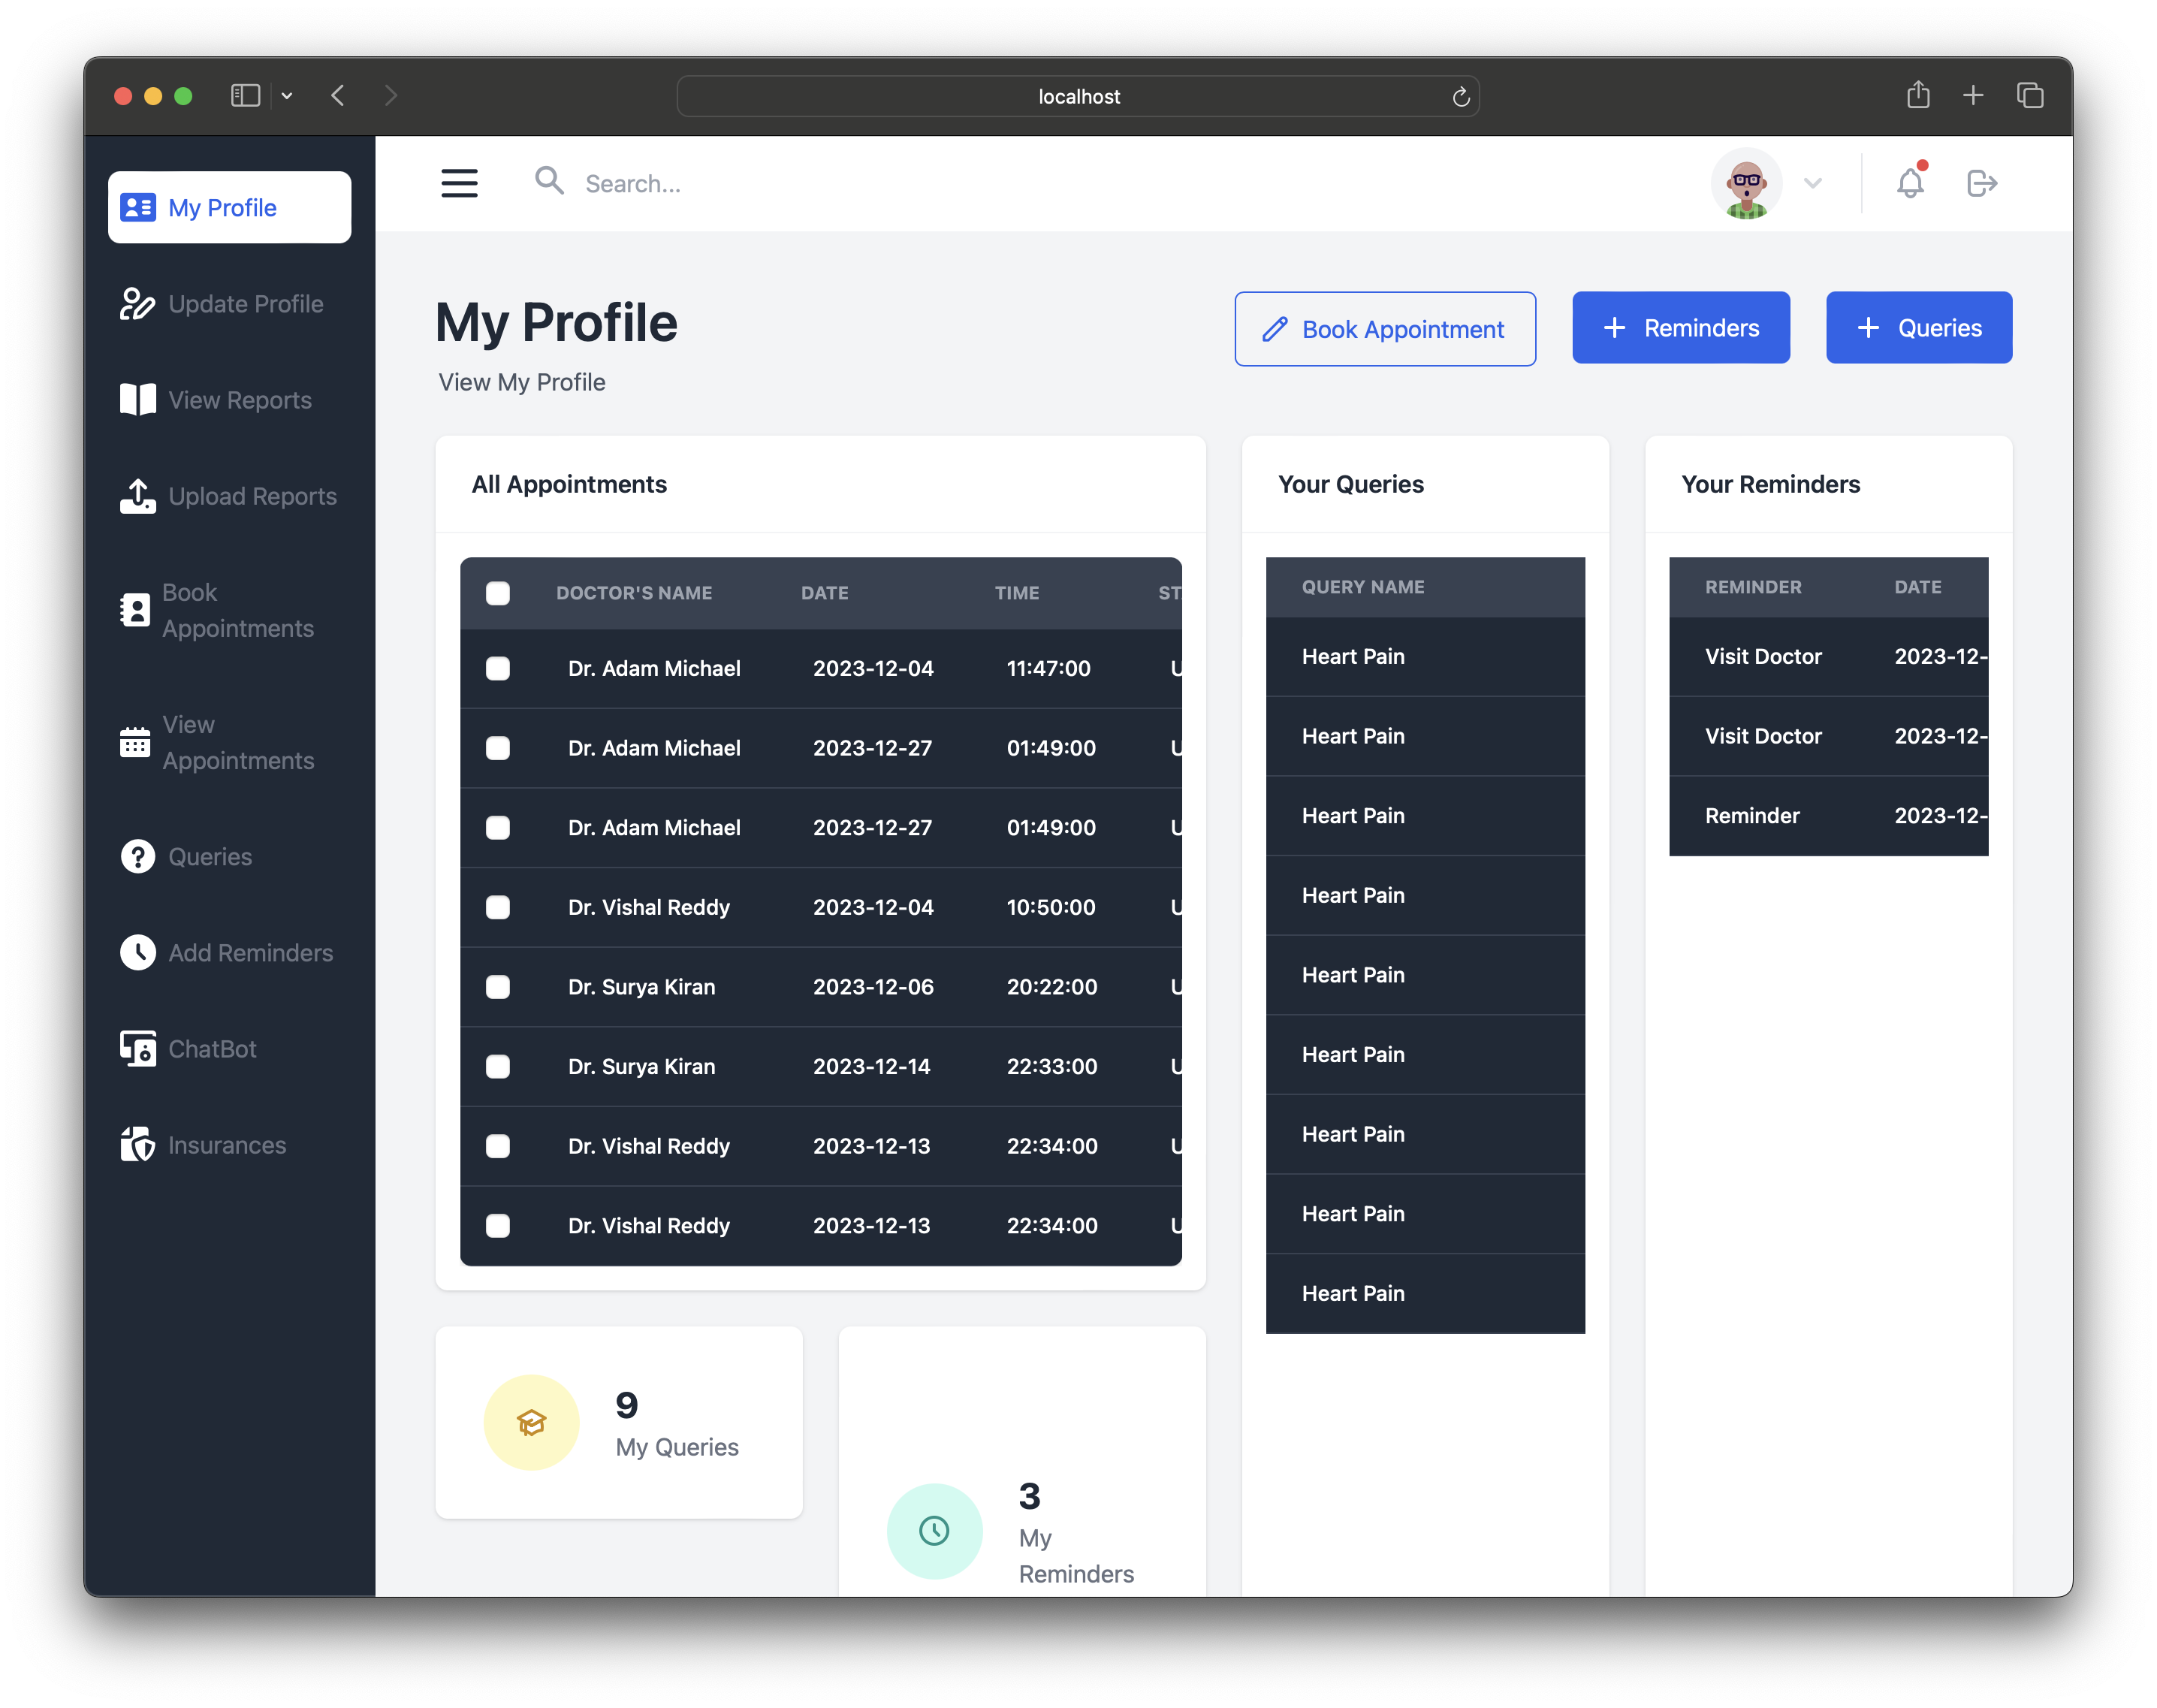 localhost
My Profile
Update Profile
View Reports
Upload Reports
Book
Appointments
View
Appointments
Queries
Add Reminders
ChatBot
Insurances
Search...
My Profile
View My Profile
Book Appointment
+ Reminders
+ Queries
All Appointments
DOCTOR'S NAME DATE TIME
Dr. Adam Michael 2023-12-04 11:47:00
Dr. Adam Michael 2023-12-27 01:49:00
Dr. Adam Michael 2023-12-27 01:49:00
Dr. Vishal Reddy 2023-12-04 10:50:00
Dr. Surya Kiran 2023-12-06 20:22:00
Dr. Surya Kiran 2023-12-14 22:33:00
Dr. Vishal Reddy 2023-12-13 22:34:00
Dr. Vishal Reddy 2023-12-13 22:34:00
9
My Queries
3
My
Reminders
Your Queries
QUERY NAME
Heart Pain
Heart Pain
Heart Pain
Heart Pain
Heart Pain
Heart Pain
Heart Pain
Heart Pain
Heart Pain
Your Reminders
REMINDER DATE
Visit Doctor 2023-12-
Visit Doctor 2023-12-
Reminder 2023-12-